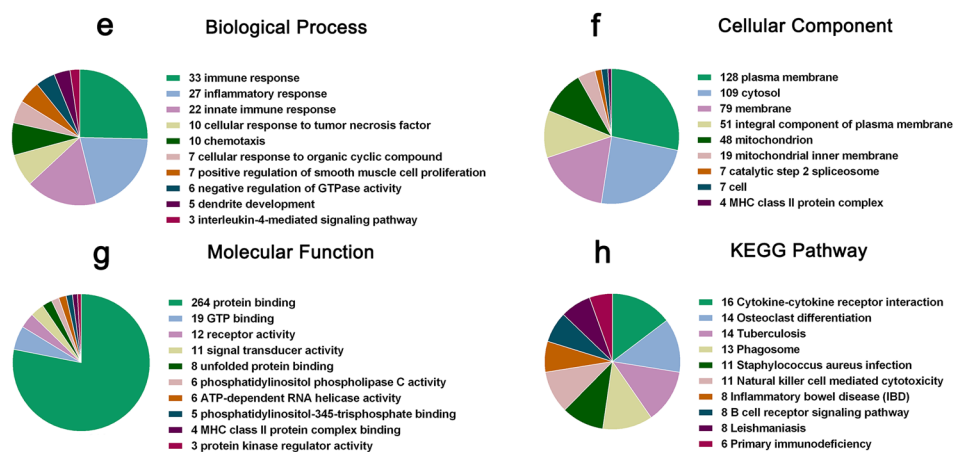 e Biological Process
33 immune response
27 inflammatory response
22 innate immune response
10 cellular response to tumor necrosis factor
10 chemotaxis
7 cellular response to organic cyclic compound
7 positive regulation of smooth muscle cell proliferation
6 negative regulation of GTPase activity
5 dendrite development
3 interleukin-4-mediated signaling pathway
f Cellular Component
128 plasma membrane
109 cytosol
79 membrane
51 integral component of plasma membrane
48 mitochondrion
19 mitochondrial inner membrane
7 catalytic step 2 spliceosome
7 cell
4 MHC class II protein complex
g Molecular Function
264 protein binding
19 GTP binding
12 receptor activity
11 signal transducer activity
8 unfolded protein binding
6 phosphatidylinositol phospholipase C activity
6 ATP-dependent RNA helicase activity
5 phosphatidylinositol-345-trisphosphate binding
4 MHC class II protein complex binding
3 protein kinase regulator activity
h KEGG Pathway
16 Cytokine-cytokine receptor interaction
14 Osteoclast differentiation
14 Tuberculosis
13 Phagosome
11 Staphylococcus aureus infection
11 Natural killer cell mediated cytotoxicity
8 Inflammatory bowel disease (IBD)
8 B cell receptor signaling pathway
8 Leishmaniasis
6 Primary immunodeficiency